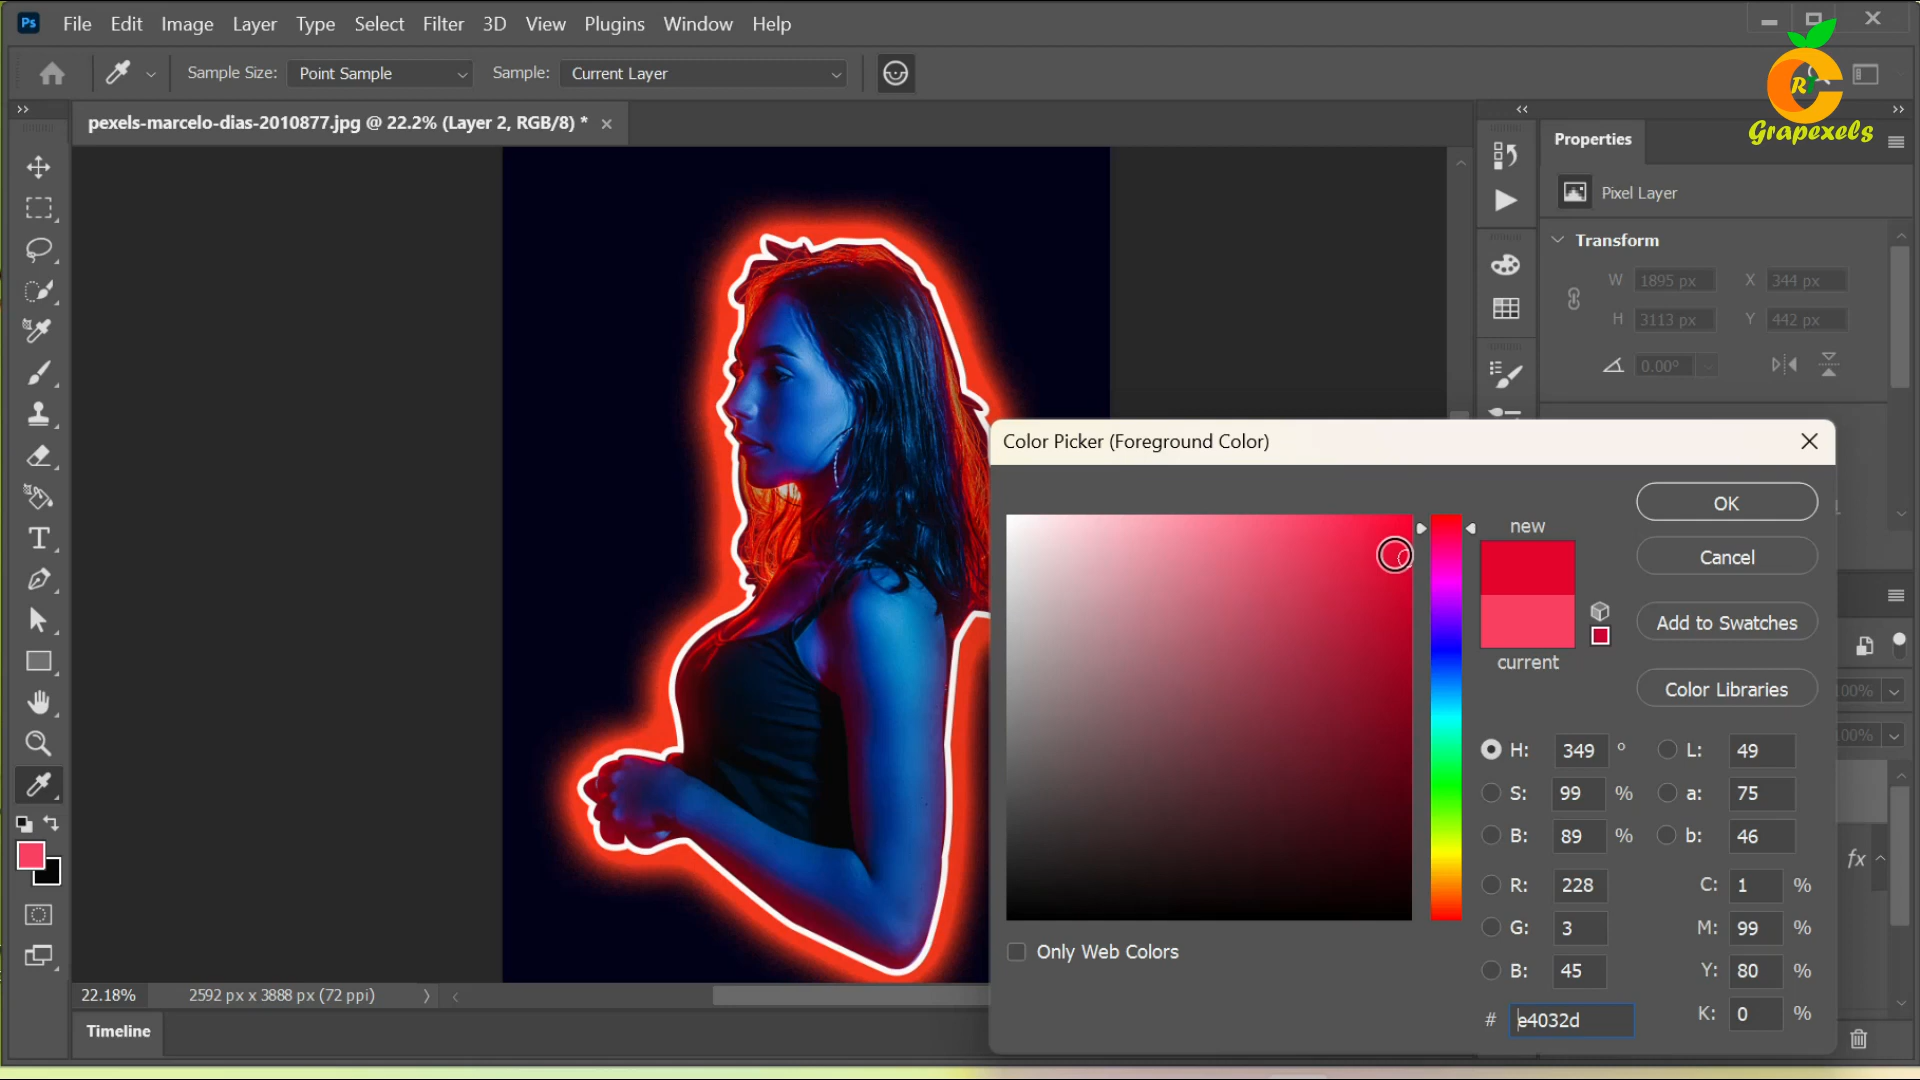 Ps File Edit Image Layer Type Select Filter 3D View Plugins Window Help
Sample Size: Point Sample Sample: Current Layer
R
Grapexels
pexels-marcelo-dias-2010877.jpg @ 22.2% (Layer 2, RGB/8) * ×
Properties
Pixel Layer
Transform
W 1895 px X 344 px
H 3113 px Y 442 px
0.00°
Color Picker (Foreground Color)
OK
new
Cancel
Add to Swatches
current
Color Libraries
100%
100%
H: 349 ° L: 49
S: 99 % a: 75
B: 89 % b: 46
fx
R: 228 C: 1 %
G: 3 M: 99 %
B: 45 Y: 80 %
# e4032d K: 0 %
Only Web Colors
T
22.18% 2592 px x 3888 px (72 ppi)
Timeline